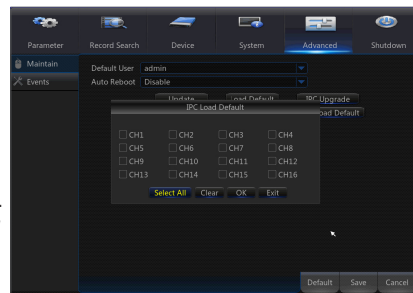 Parameter Record Search Device System Advanced Shutdown
Maintain
Events
Default User admin
Auto Reboot Disable
Update Load Default IPC Upgrade
oad Default
IPC Load Default
CH1 CH2 CH3 CH4
CH5 CH6 CH7 CH8
CH9 CH10 CH11 CH12
CH13 CH14 CH15 CH16
Select All Clear OK Exit
Default Save Cancel